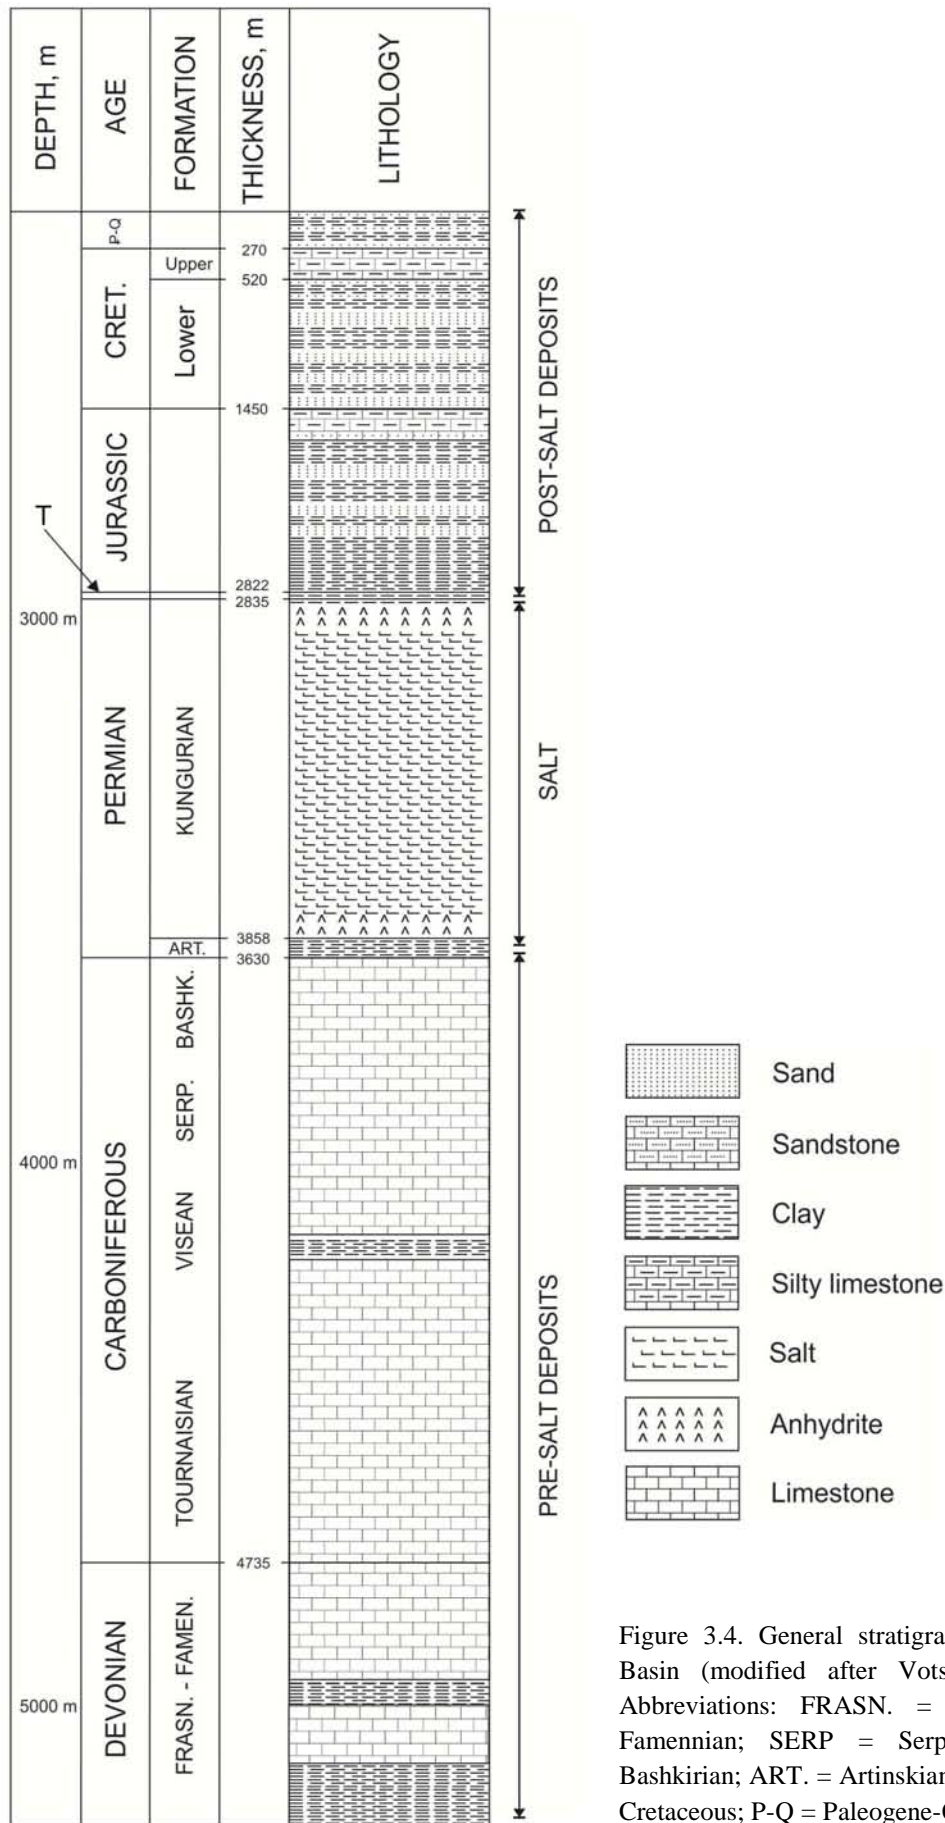 DEPTH, m
AGE
FORMATION
THICKNESS, m
LITHOLOGY
P-Q
270
Upper
520
CRET.
Lower
1450
JURASSIC
T
2822
2835
3000 m
PERMIAN
KUNGURIAN
3858
ART.
3630
BASHK.
SERP.
4000 m
CARBONIFEROUS
VISEAN
TOURNAISIAN
4735
DEVONIAN
FRASN. - FAMEN.
5000 m
POST-SALT DEPOSITS
SALT
PRE-SALT DEPOSITS
Sand
Sandstone
Clay
Silty limestone
Salt
Anhydrite
Limestone
Figure 3.4. General stratigra
Basin (modified after Vots
Abbreviations: FRASN. =
Famennian; SERP = Serp
Bashkirian; ART. = Artinskian
Cretaceous; P-Q = Paleogene-